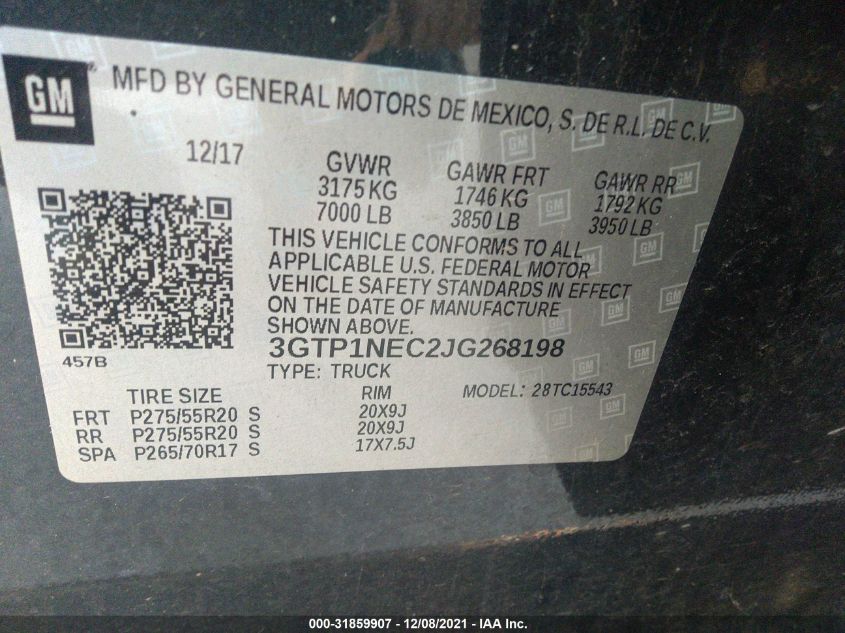 GM
MFD BY GENERAL MOTORS DE MEXICO, S. DE R.L. DE C.V.
12/17
GVWR GAWR FRT GAWR RR
3175 KG 1746 KG 1792 KG
7000 LB 3850 LB 3950 LB
THIS VEHICLE CONFORMS TO ALL
APPLICABLE U.S. FEDERAL MOTOR
VEHICLE SAFETY STANDARDS IN EFFECT
ON THE DATE OF MANUFACTURE
SHOWN ABOVE.
457B
3GTP1NEC2JG268198
TYPE: TRUCK
MODEL: 28TC15543
TIRE SIZE RIM
FRT P275/55R20 S 20X9J
RR P275/55R20 S 20X9J
SPA P265/70R17 S 17X7.5J
000-31859907 - 12/08/2021 - IAA Inc.